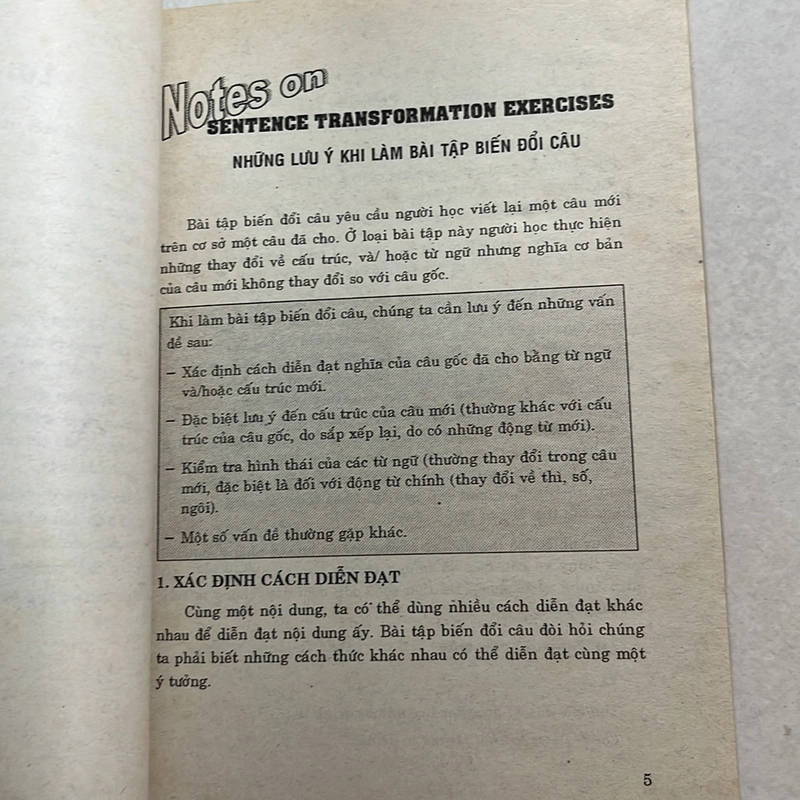 Notes on
SENTENCE TRANSFORMATION EXERCISES
NHỮNG LƯU Ý KHI LÀM BÀI TẬP BIẾN ĐỔI CÂU
Bài tập biến đổi câu yêu cầu người học viết lại một câu mới
trên cơ sở một câu đã cho. Ở loại bài tập này người học thực hiện
những thay đổi về cấu trúc, và/ hoặc từ ngữ nhưng nghĩa cơ bản
của câu mới không thay đổi so với câu gốc.
Khi làm bài tập biến đổi câu, chúng ta cần lưu ý đến những vấn
đề sau:
– Xác định cách diễn đạt nghĩa của câu gốc đã cho bằng từ ngữ
và/hoặc cấu trúc mới.
– Đặc biệt lưu ý đến cấu trúc của câu mới (thường khác với cấu
trúc của câu gốc, do sắp xếp lại, do có những động từ mới).
– Kiểm tra hình thái của các từ ngữ (thường thay đổi trong câu
mới, đặc biệt là đối với động từ chính (thay đổi về thì, số,
ngôi).
– Một số vấn đề thường gặp khác.
1. XÁC ĐỊNH CÁCH DIỄN ĐẠT
Cùng một nội dung, ta có thể dùng nhiều cách diễn đạt khác
nhau để diễn đạt nội dung ấy. Bài tập biến đổi câu đòi hỏi chúng
ta phải biết những cách thức khác nhau có thể diễn đạt cùng một
ý tưởng.
5